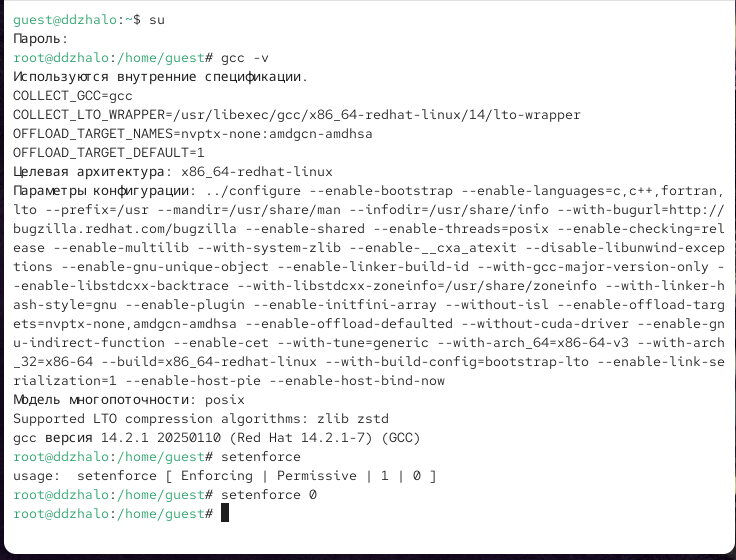 guest@ddzhalo:~$ su
Пароль:
root@ddzhalo:/home/guest# gcc -v
Используются внутренние спецификации.
COLLECT_GCC=gcc
COLLECT_LTO_WRAPPER=/usr/libexec/gcc/x86_64-redhat-linux/14/lto-wrapper
OFFLOAD_TARGET_NAMES=nvptx-none:amdgcn-amdhsa
OFFLOAD_TARGET_DEFAULT=1
Целевая архитектура: x86_64-redhat-linux
Параметры конфигурации: ../configure --enable-bootstrap --enable-languages=c,c++,fortran,
lto --prefix=/usr --mandir=/usr/share/man --infodir=/usr/share/info --with-bugurl=http://
bugzilla.redhat.com/bugzilla --enable-shared --enable-threads=posix --enable-checking=rel
ease --enable-multilib --with-system-zlib --enable-__cxa_atexit --disable-libunwind-excep
tions --enable-gnu-unique-object --enable-linker-build-id --with-gcc-major-version-only -
-enable-libstdcxx-backtrace --with-libstdcxx-zoneinfo=/usr/share/zoneinfo --with-linker-h
ash-style=gnu --enable-plugin --enable-initfini-array --without-isl --enable-offload-targ
ets=nvptx-none,amdgcn-amdhsa --enable-offload-defaulted --without-cuda-driver --enable-gn
u-indirect-function --enable-cet --with-tune=generic --with-arch_64=x86-64-v3 --with-arch
_32=x86-64 --build=x86_64-redhat-linux --with-build-config=bootstrap-lto --enable-link-se
rialization=1 --enable-host-pie --enable-host-bind-now
Модель многопоточности: posix
Supported LTO compression algorithms: zlib zstd
gcc версия 14.2.1 20250110 (Red Hat 14.2.1-7) (GCC)
root@ddzhalo:/home/guest# setenforce
usage:  setenforce [ Enforcing | Permissive | 1 | 0 ]
root@ddzhalo:/home/guest# setenforce 0
root@ddzhalo:/home/guest#